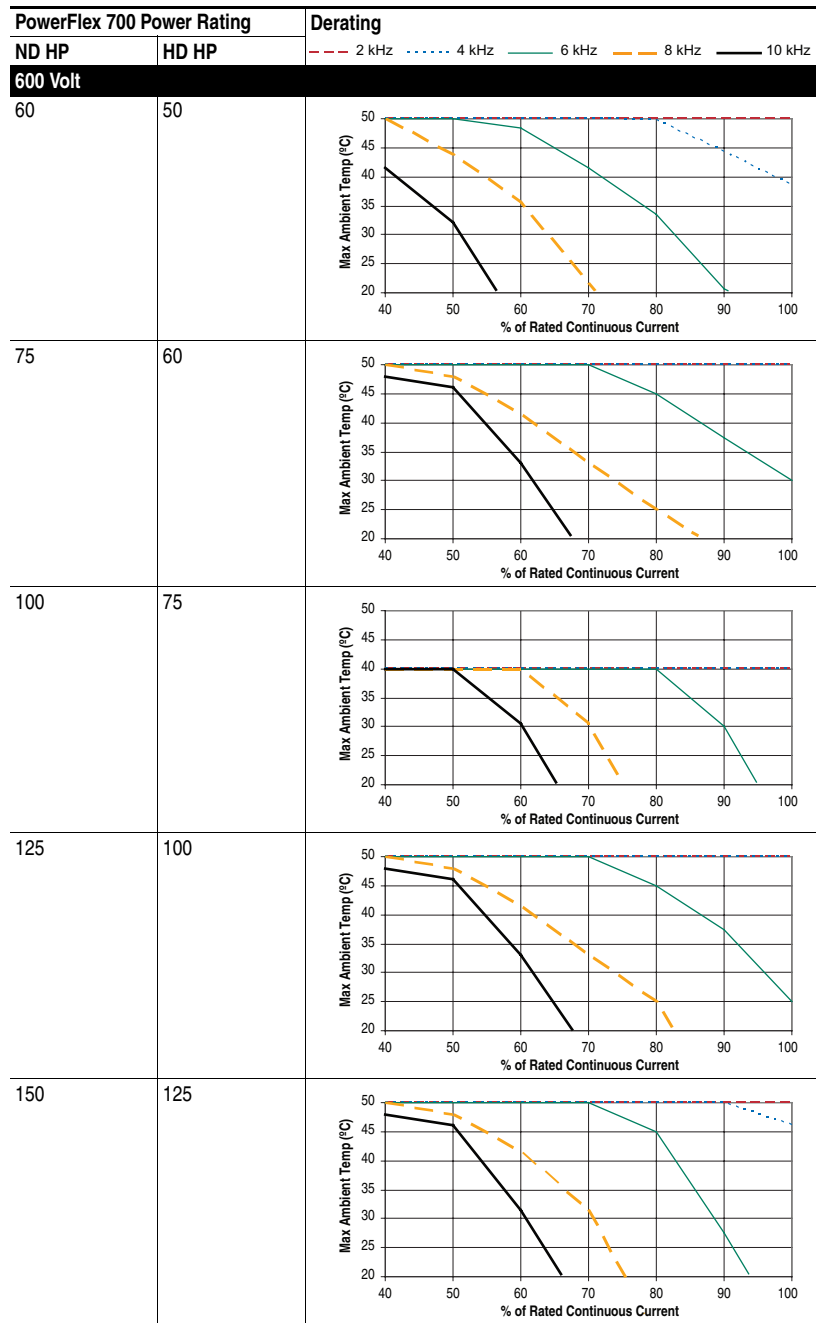 PowerFlex 700 Power Rating Derating
ND HP HD HP 2 kHz 4 kHz 6 kHz 8 kHz 10 kHz
600 Volt
60 50
Max Ambient Temp (ºC)
50
45
40
35
30
25
20
40 50 60 70 80 90 100
% of Rated Continuous Current
75 60
Max Ambient Temp (ºC)
50
45
40
35
30
25
20
40 50 60 70 80 90 100
% of Rated Continuous Current
100 75
Max Ambient Temp (ºC)
50
45
40
35
30
25
20
40 50 60 70 80 90 100
% of Rated Continuous Current
125 100
Max Ambient Temp (ºC)
50
45
40
35
30
25
20
40 50 60 70 80 90 100
% of Rated Continuous Current
150 125
Max Ambient Temp (ºC)
50
45
40
35
30
25
20
40 50 60 70 80 90 100
% of Rated Continuous Current